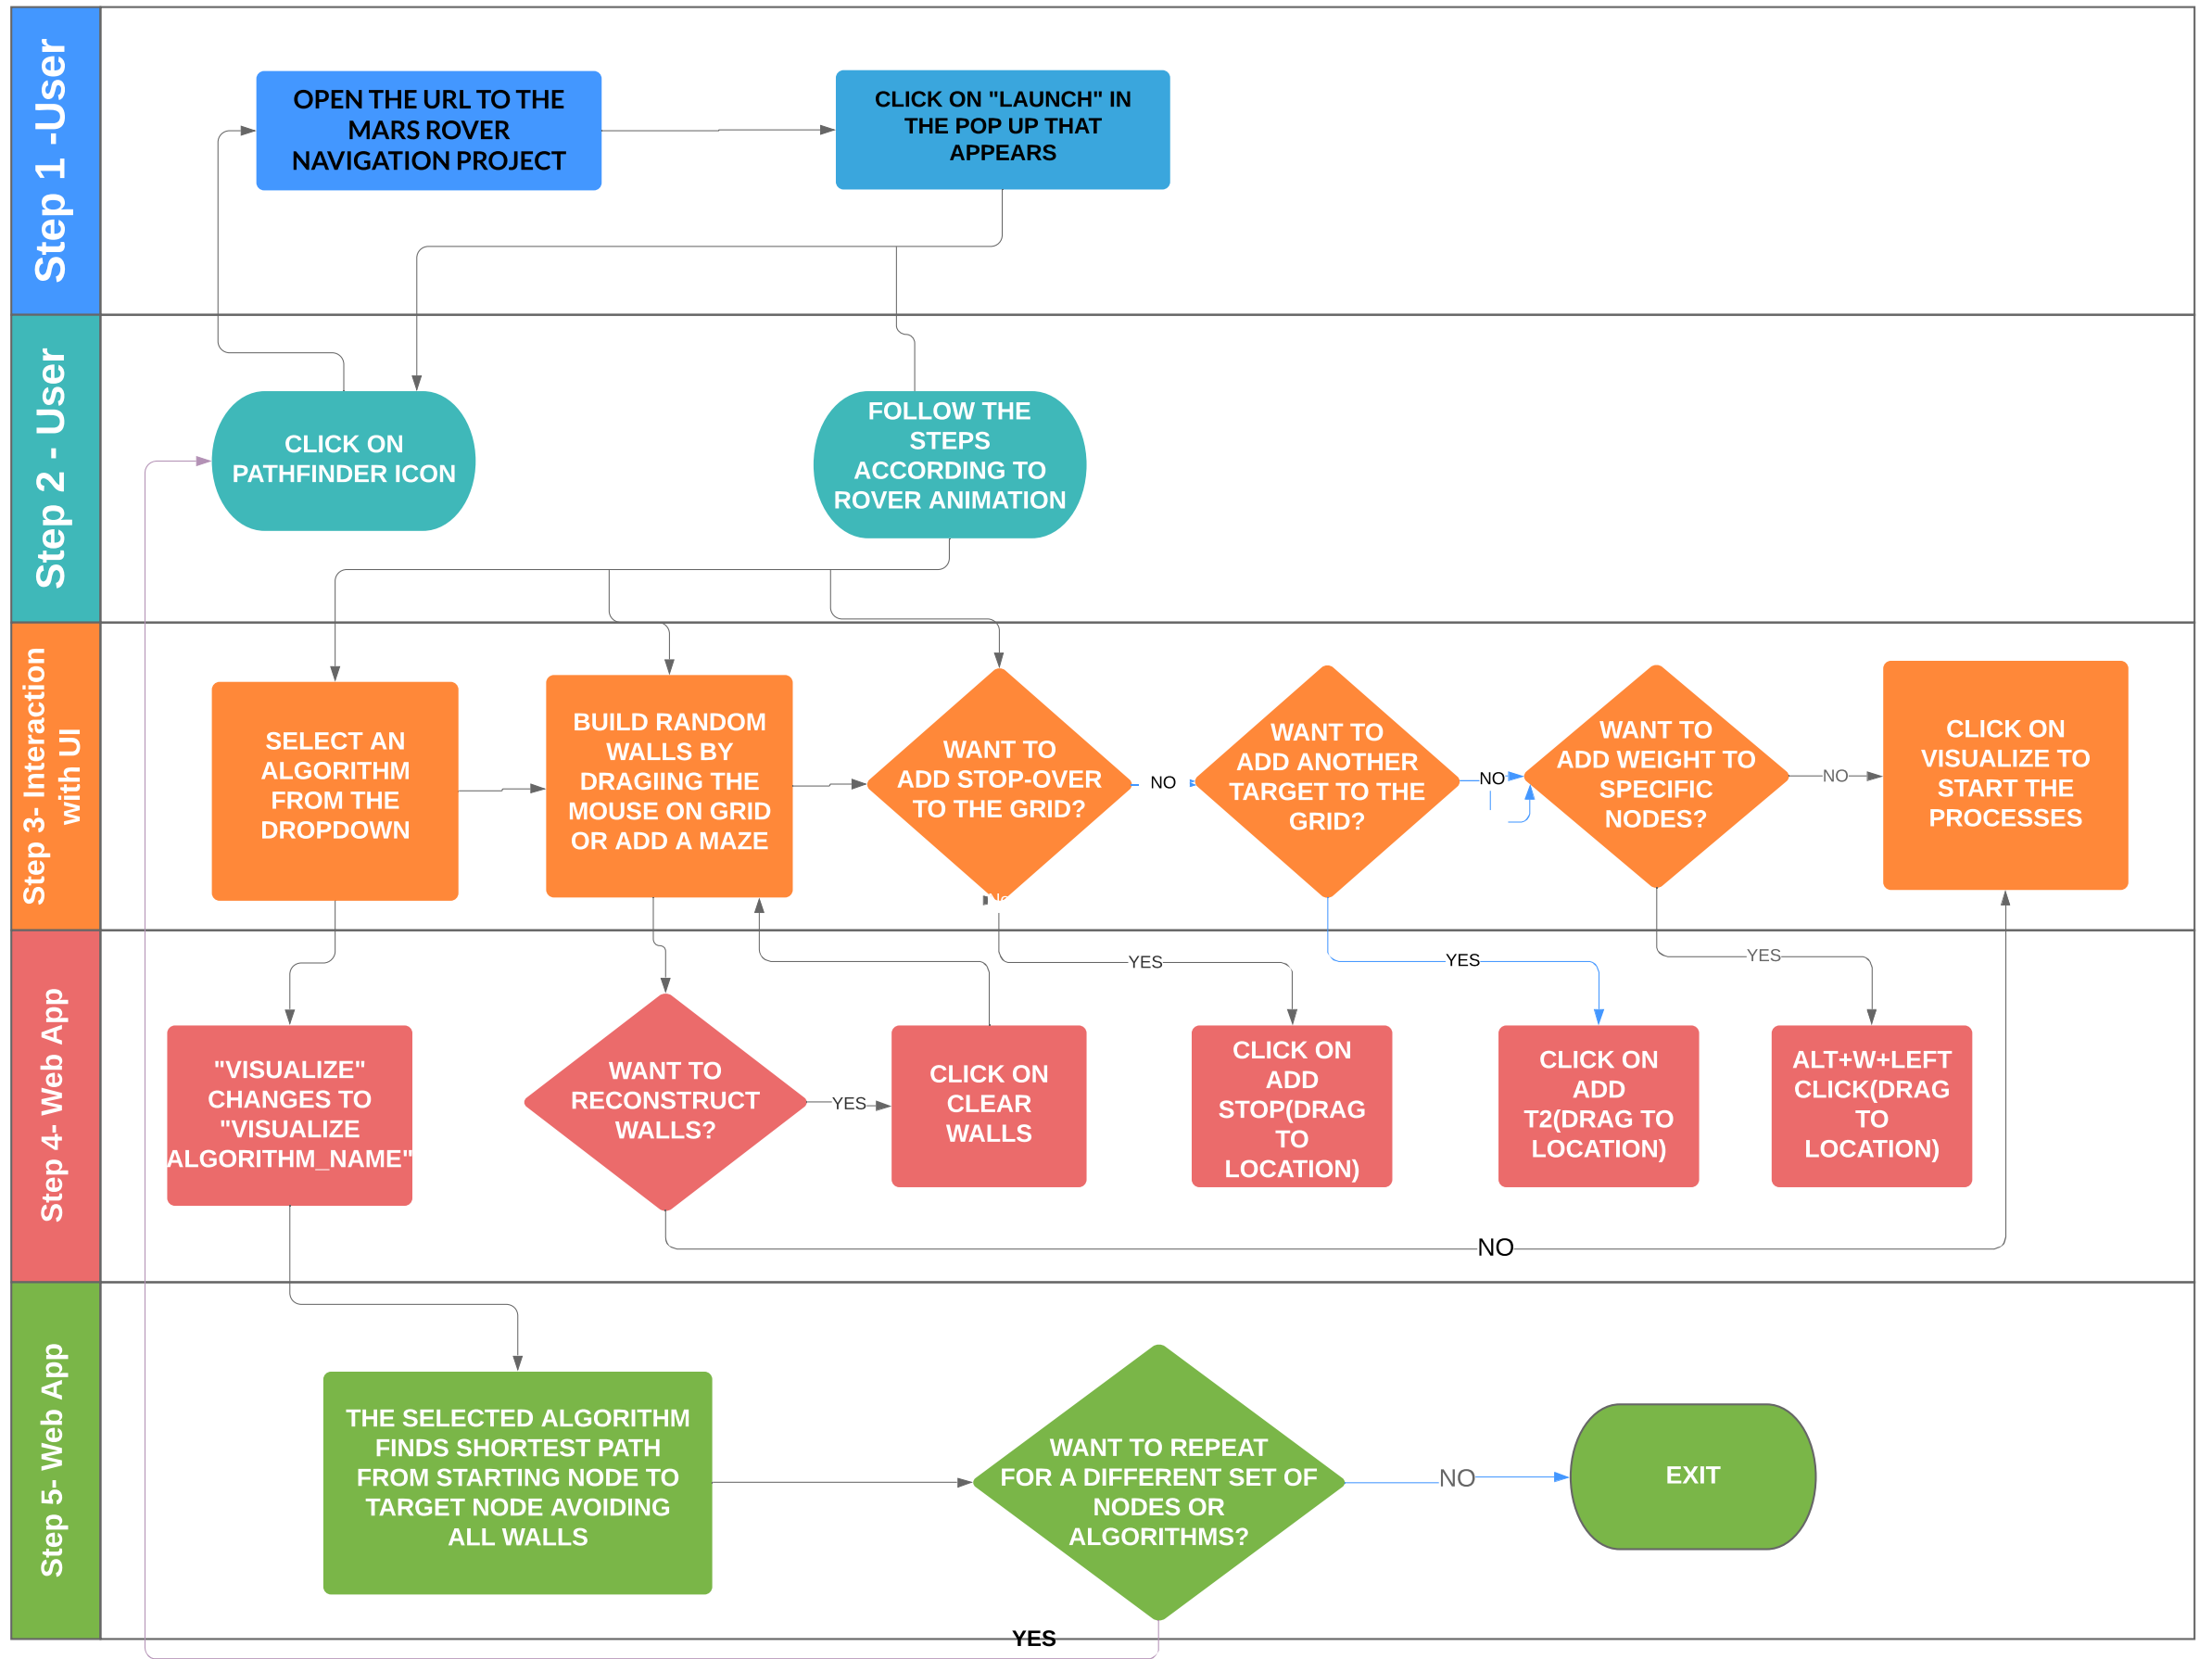 Step 1 -User
OPEN THE URL TO THE
MARS ROVER
NAVIGATION PROJECT
CLICK ON "LAUNCH" IN
THE POP UP THAT
APPEARS
Step 2 - User
CLICK ON
PATHFINDER ICON
FOLLOW THE
STEPS
ACCORDING TO
ROVER ANIMATION
Step 3- Interaction
with UI
SELECT AN
ALGORITHM
FROM THE
DROPDOWN
BUILD RANDOM
WALLS BY
DRAGIING THE
MOUSE ON GRID
OR ADD A MAZE
WANT TO
ADD STOP-OVER
TO THE GRID?
NO
WANT TO
ADD ANOTHER
TARGET TO THE
GRID?
NO
WANT TO
ADD WEIGHT TO
SPECIFIC
NODES?
NO
CLICK ON
VISUALIZE TO
START THE
PROCESSES
Step 4- Web App
"VISUALIZE"
CHANGES TO
"VISUALIZE
ALGORITHM_NAME"
WANT TO
RECONSTRUCT
WALLS?
YES
CLICK ON
CLEAR
WALLS
YES
CLICK ON
ADD
STOP(DRAG
TO
LOCATION)
YES
CLICK ON
ADD
T2(DRAG TO
LOCATION)
YES
ALT+W+LEFT
CLICK(DRAG
TO
LOCATION)
NO
Step 5- Web App
THE SELECTED ALGORITHM
FINDS SHORTEST PATH
FROM STARTING NODE TO
TARGET NODE AVOIDING
ALL WALLS
WANT TO REPEAT
FOR A DIFFERENT SET OF
NODES OR
ALGORITHMS?
NO
EXIT
YES